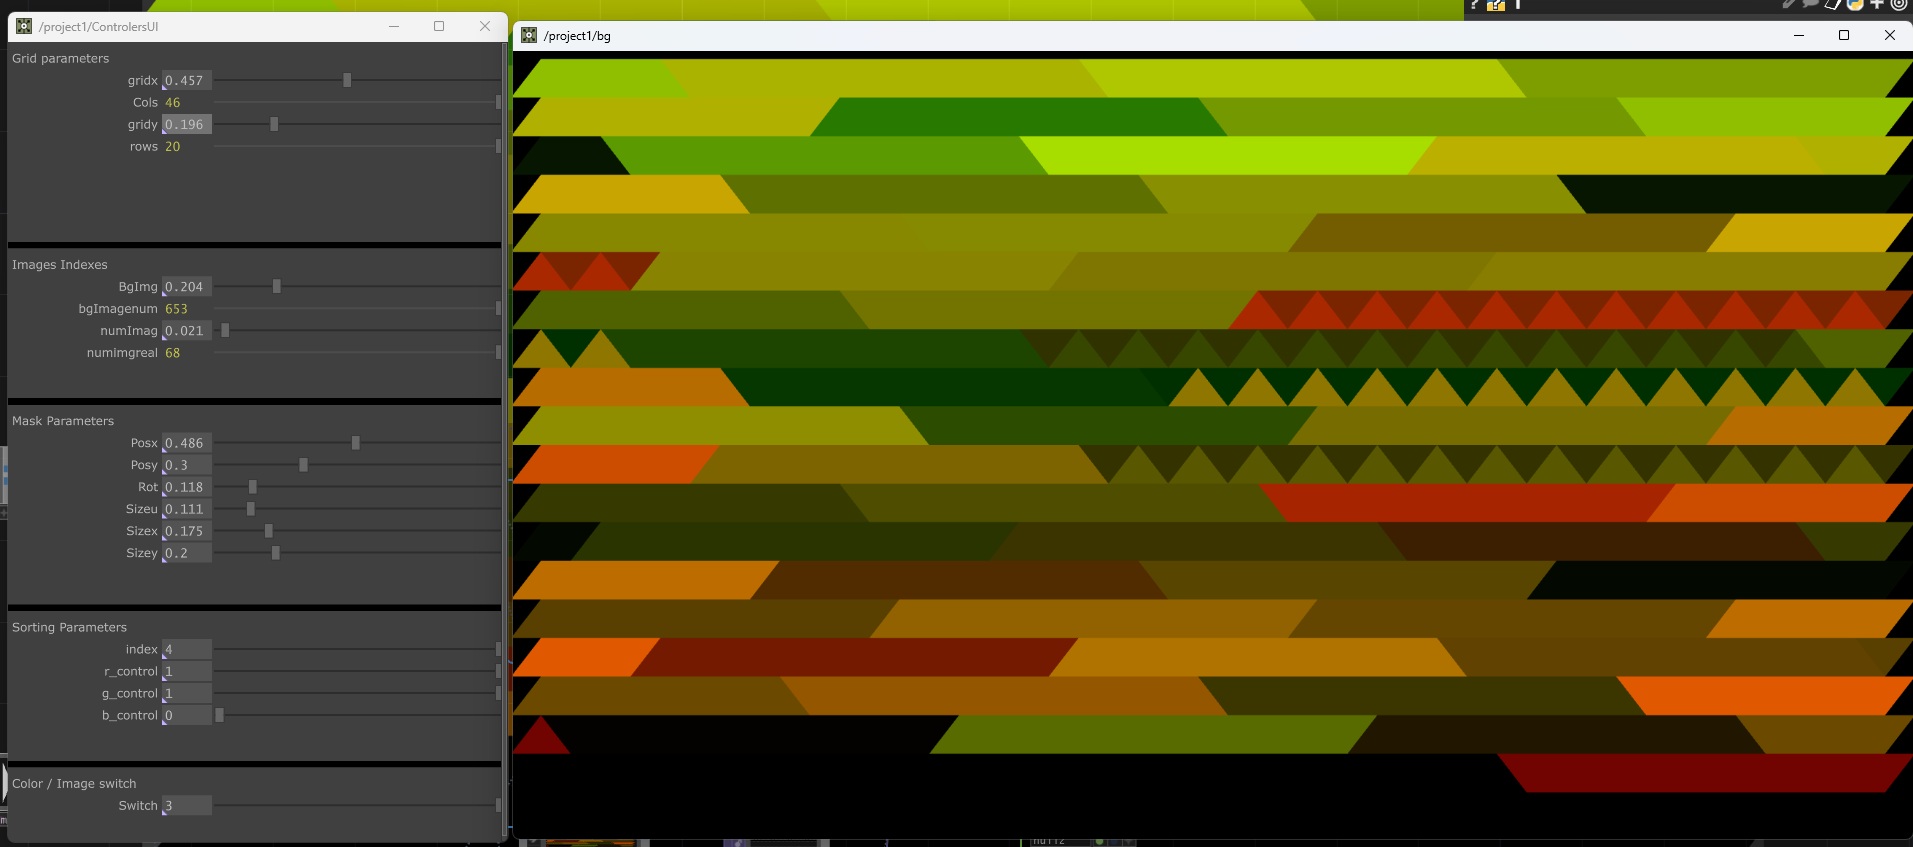 /project1/ControlersUI
Grid parameters
gridx 0.457
Cols 46
gridy 0.196
rows 20
Images Indexes
BgImg 0.204
bgImagenum 653
numImag 0.021
numimgreal 68
Mask Parameters
Posx 0.486
Posy 0.3
Rot 0.118
Sizeu 0.111
Sizex 0.175
Sizey 0.2
Sorting Parameters
index 4
r_control 1
g_control 1
b_control 0
Color / Image switch
Switch 3
/project1/bg